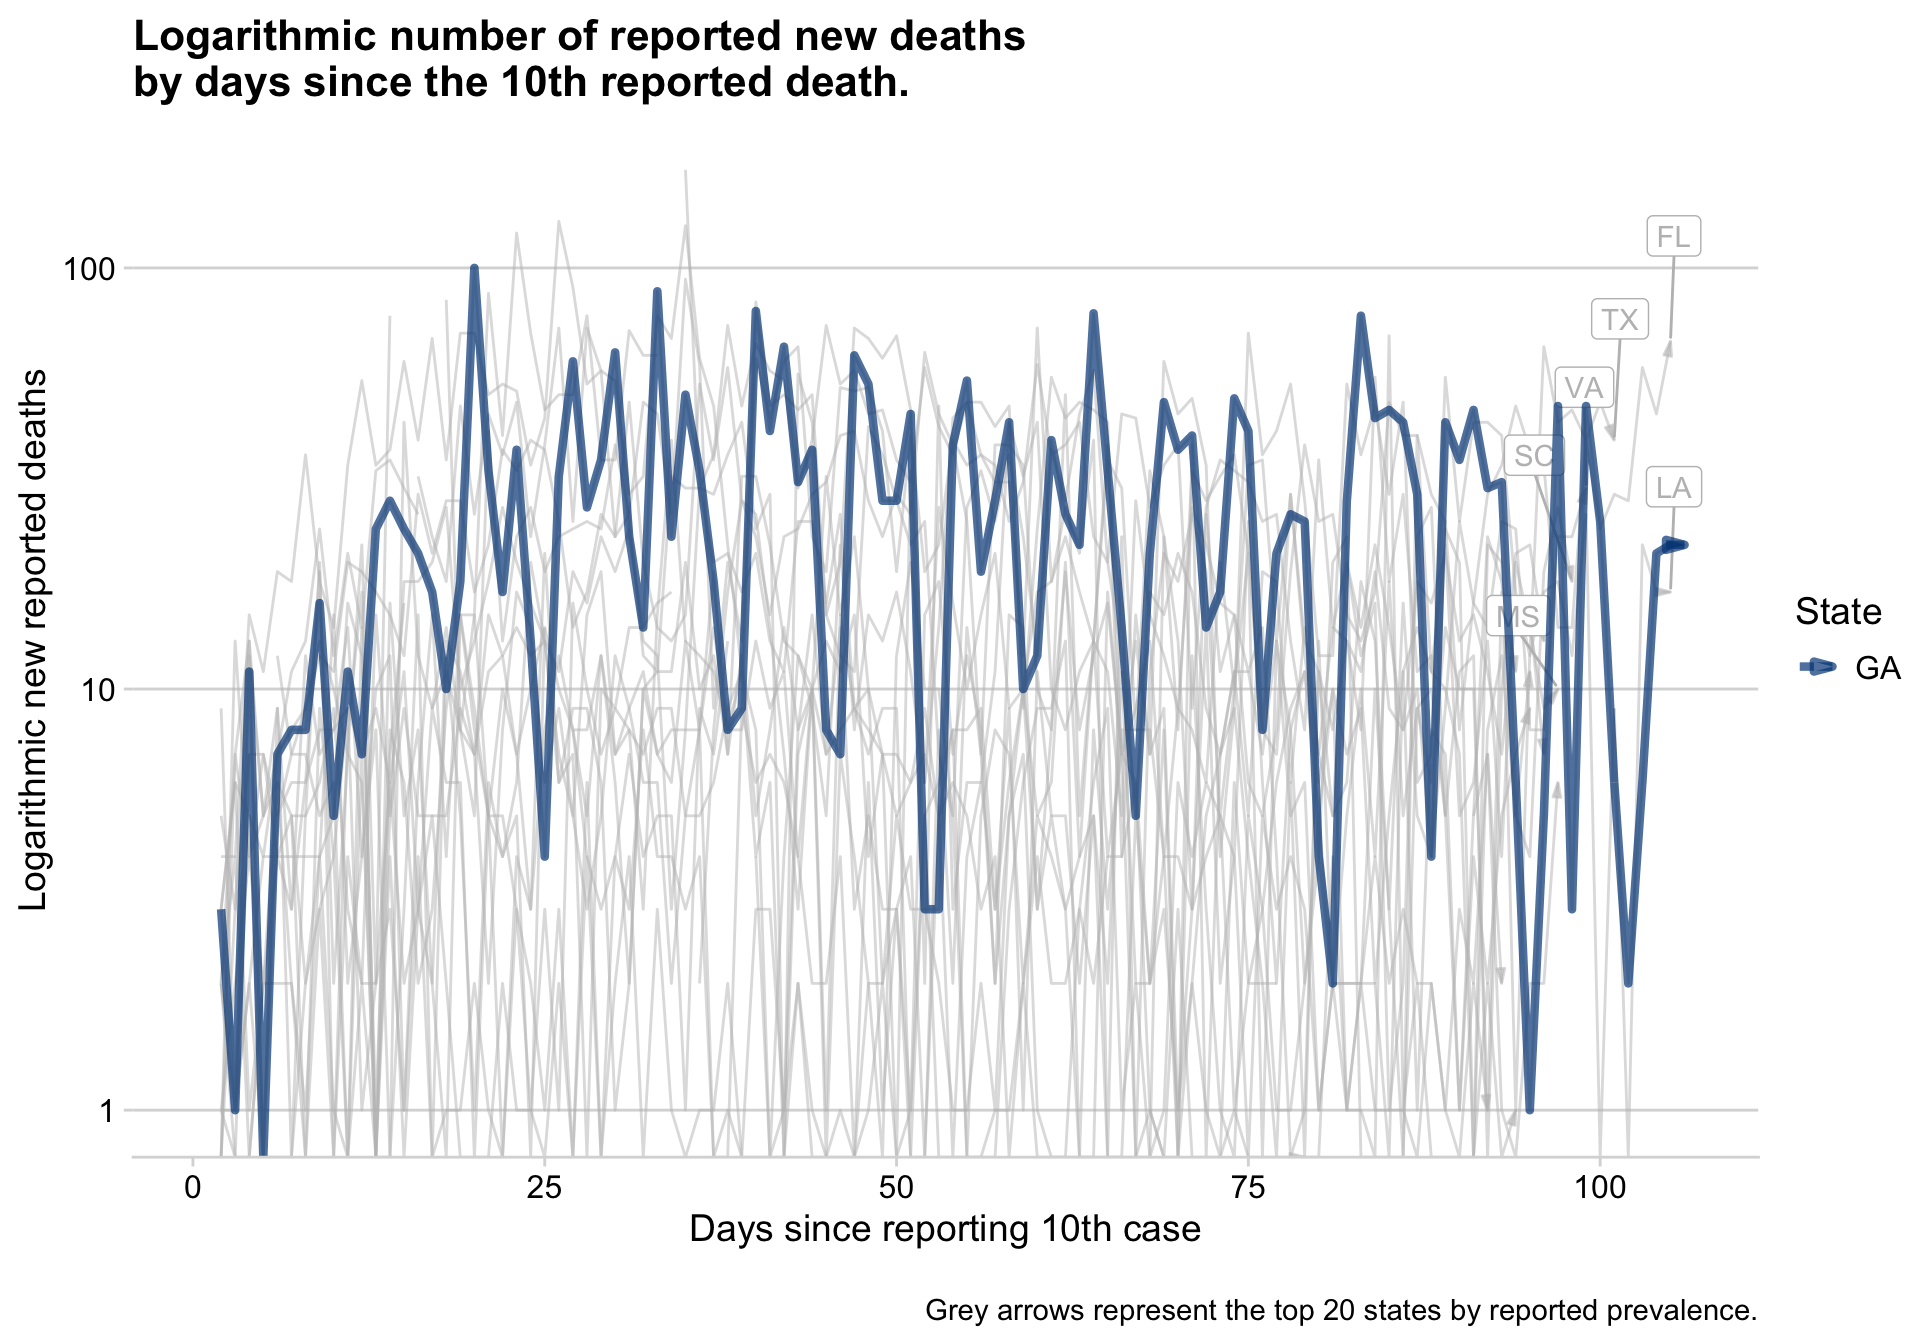 Logarithmic number of reported new deaths
by days since the 10th reported death.
Logarithmic new reported deaths
100
10
1
FL
TX
VA
SC
LA
MS
State
GA
0
25
50
75
100
Days since reporting 10th case
Grey arrows represent the top 20 states by reported prevalence.